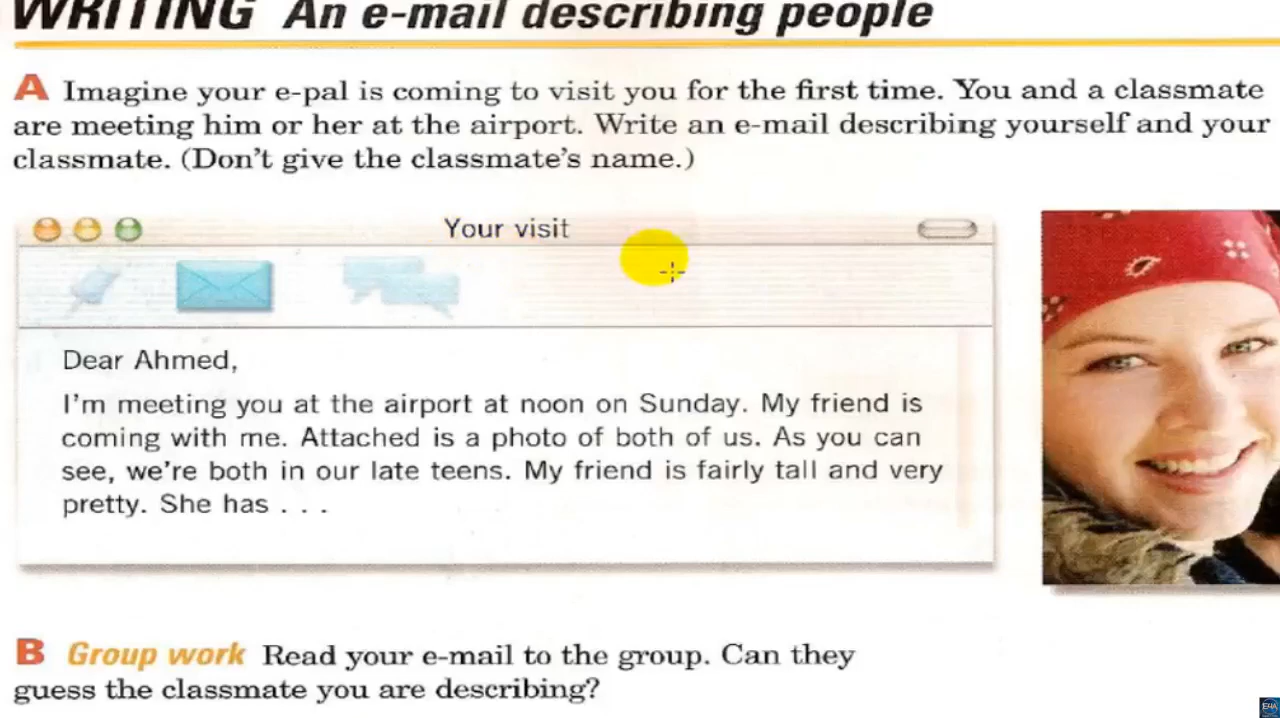 WRITING An e-mail describing people
A Imagine your e-pal is coming to visit you for the first time. You and a classmate
are meeting him or her at the airport. Write an e-mail describing yourself and your
classmate. (Don't give the classmate's name.)
Your visit
Dear Ahmed,
I'm meeting you at the airport at noon on Sunday. My friend is
coming with me. Attached is a photo of both of us. As you can
see, we're both in our late teens. My friend is fairly tall and very
pretty. She has . . .
B Group work Read your e-mail to the group. Can they
guess the classmate you are describing?